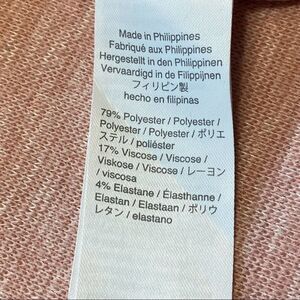 Made in Philippines
Fabriqué aux Philippines
Hergestellt in den Philippinen
Vervaardigd in de Filippijnen
フィリピン製
hecho en filipinas
79% Polyester / Polyester /
Polyester / Polyester / ポリエ
ステル / poliéster
17% Viscose / Viscose /
Viskose / Viscose / レーヨン
/ viscosa
4% Elastane / Élasthanne /
Elastan / Elastaan / ポリウ
レタン / elastano